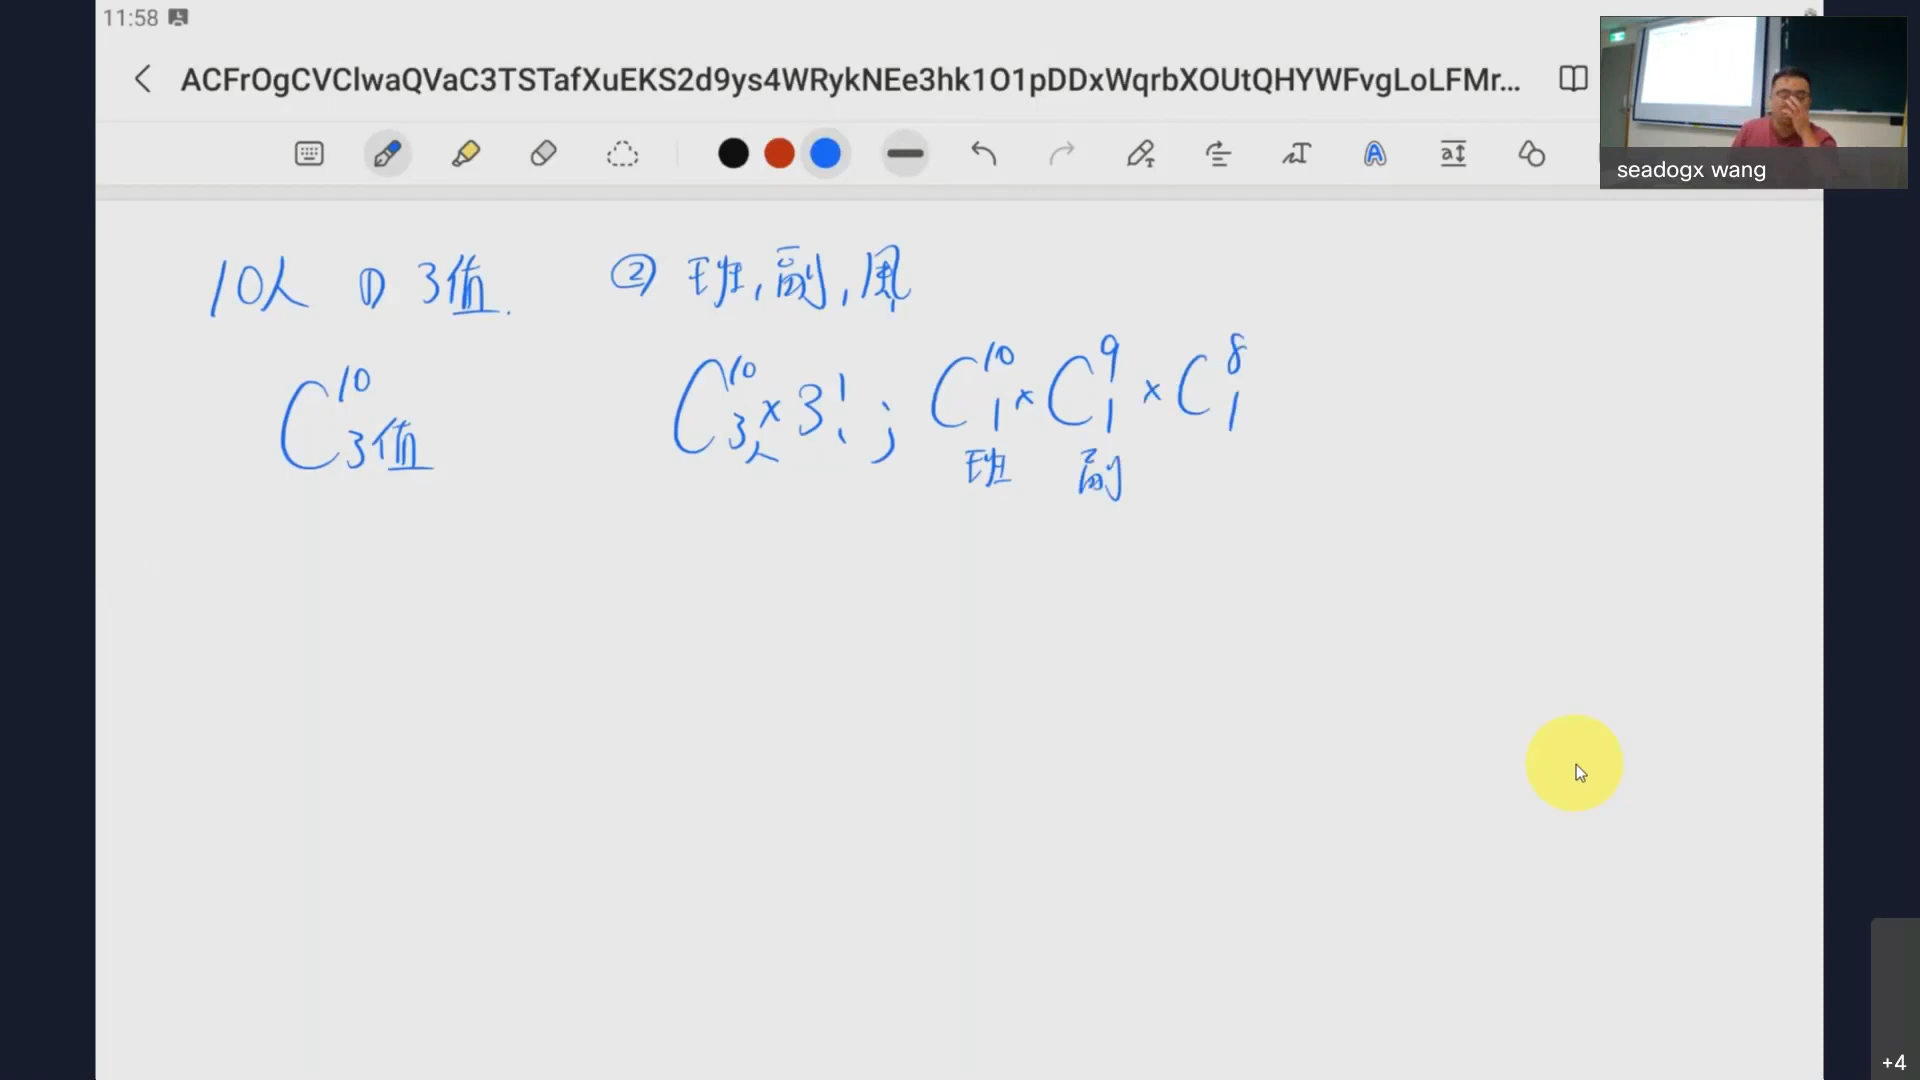 11:58
ACFrOgCVClwaQVaC3TSTafXuEKS2d9ys4WRykNEe3hk1O1pDDxWqrbXOUtQHYWFvgLoLFMr...
seadogx wang
10人 ① 3值. ② 班,副,風
C 10 3值 C 10 3人 × 3! ; C 10 1 × C 9 1 × C 8 1
班 副
+4